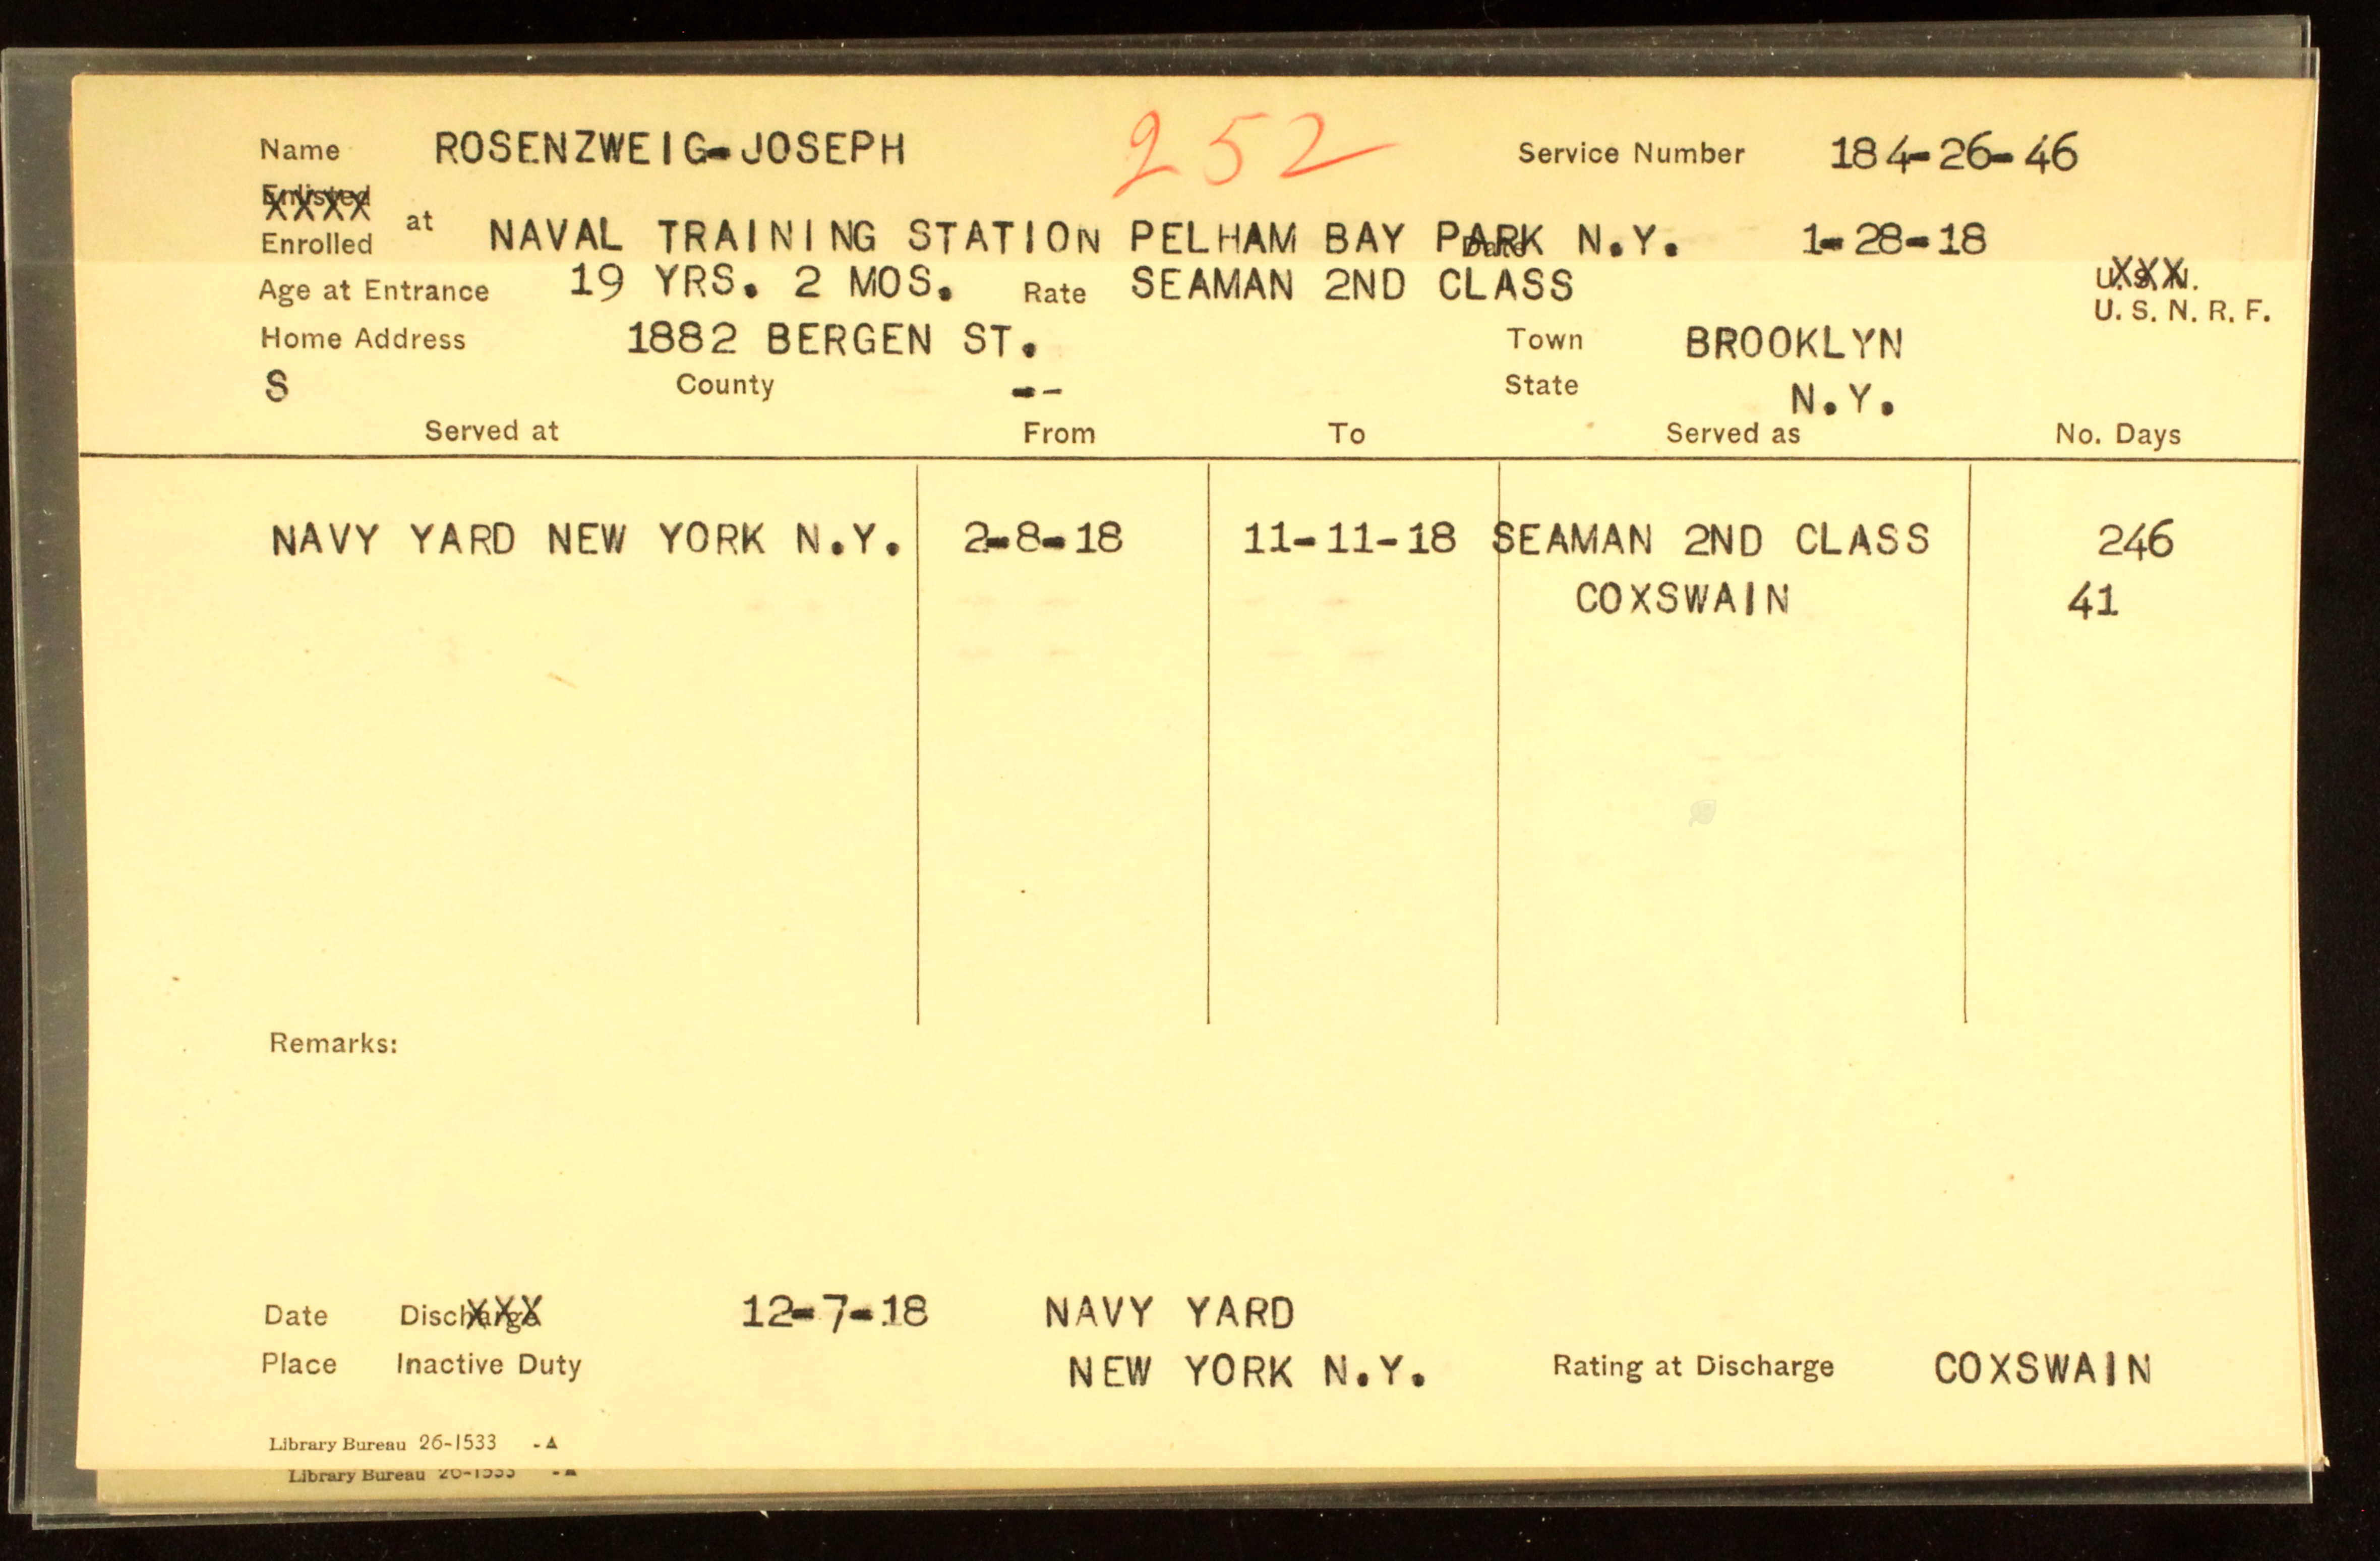 Name ROSENZWEIG-JOSEPH 252 Service Number 184-26-46
Enlisted XXXX
at NAVAL TRAINING STATION PELHAM BAY PARK N.Y. Date 1-28-18
Enrolled
Age at Entrance 19 YRS. 2 MOS. Rate SEAMAN 2ND CLASS U.S.N. XXX
U. S. N. R. F.
Home Address 1882 BERGEN ST. Town BROOKLYN
S County -- State N.Y.
Served at From To Served as No. Days
NAVY YARD NEW YORK N.Y. 2-8-18 11-11-18 SEAMAN 2ND CLASS 246
COXSWAIN 41
Remarks:
Date Discharge XXX 12-7-18 NAVY YARD
Place Inactive Duty NEW YORK N.Y. Rating at Discharge COXSWAIN
Library Bureau 26-1533 -A
Library Bureau 26-1533 -A